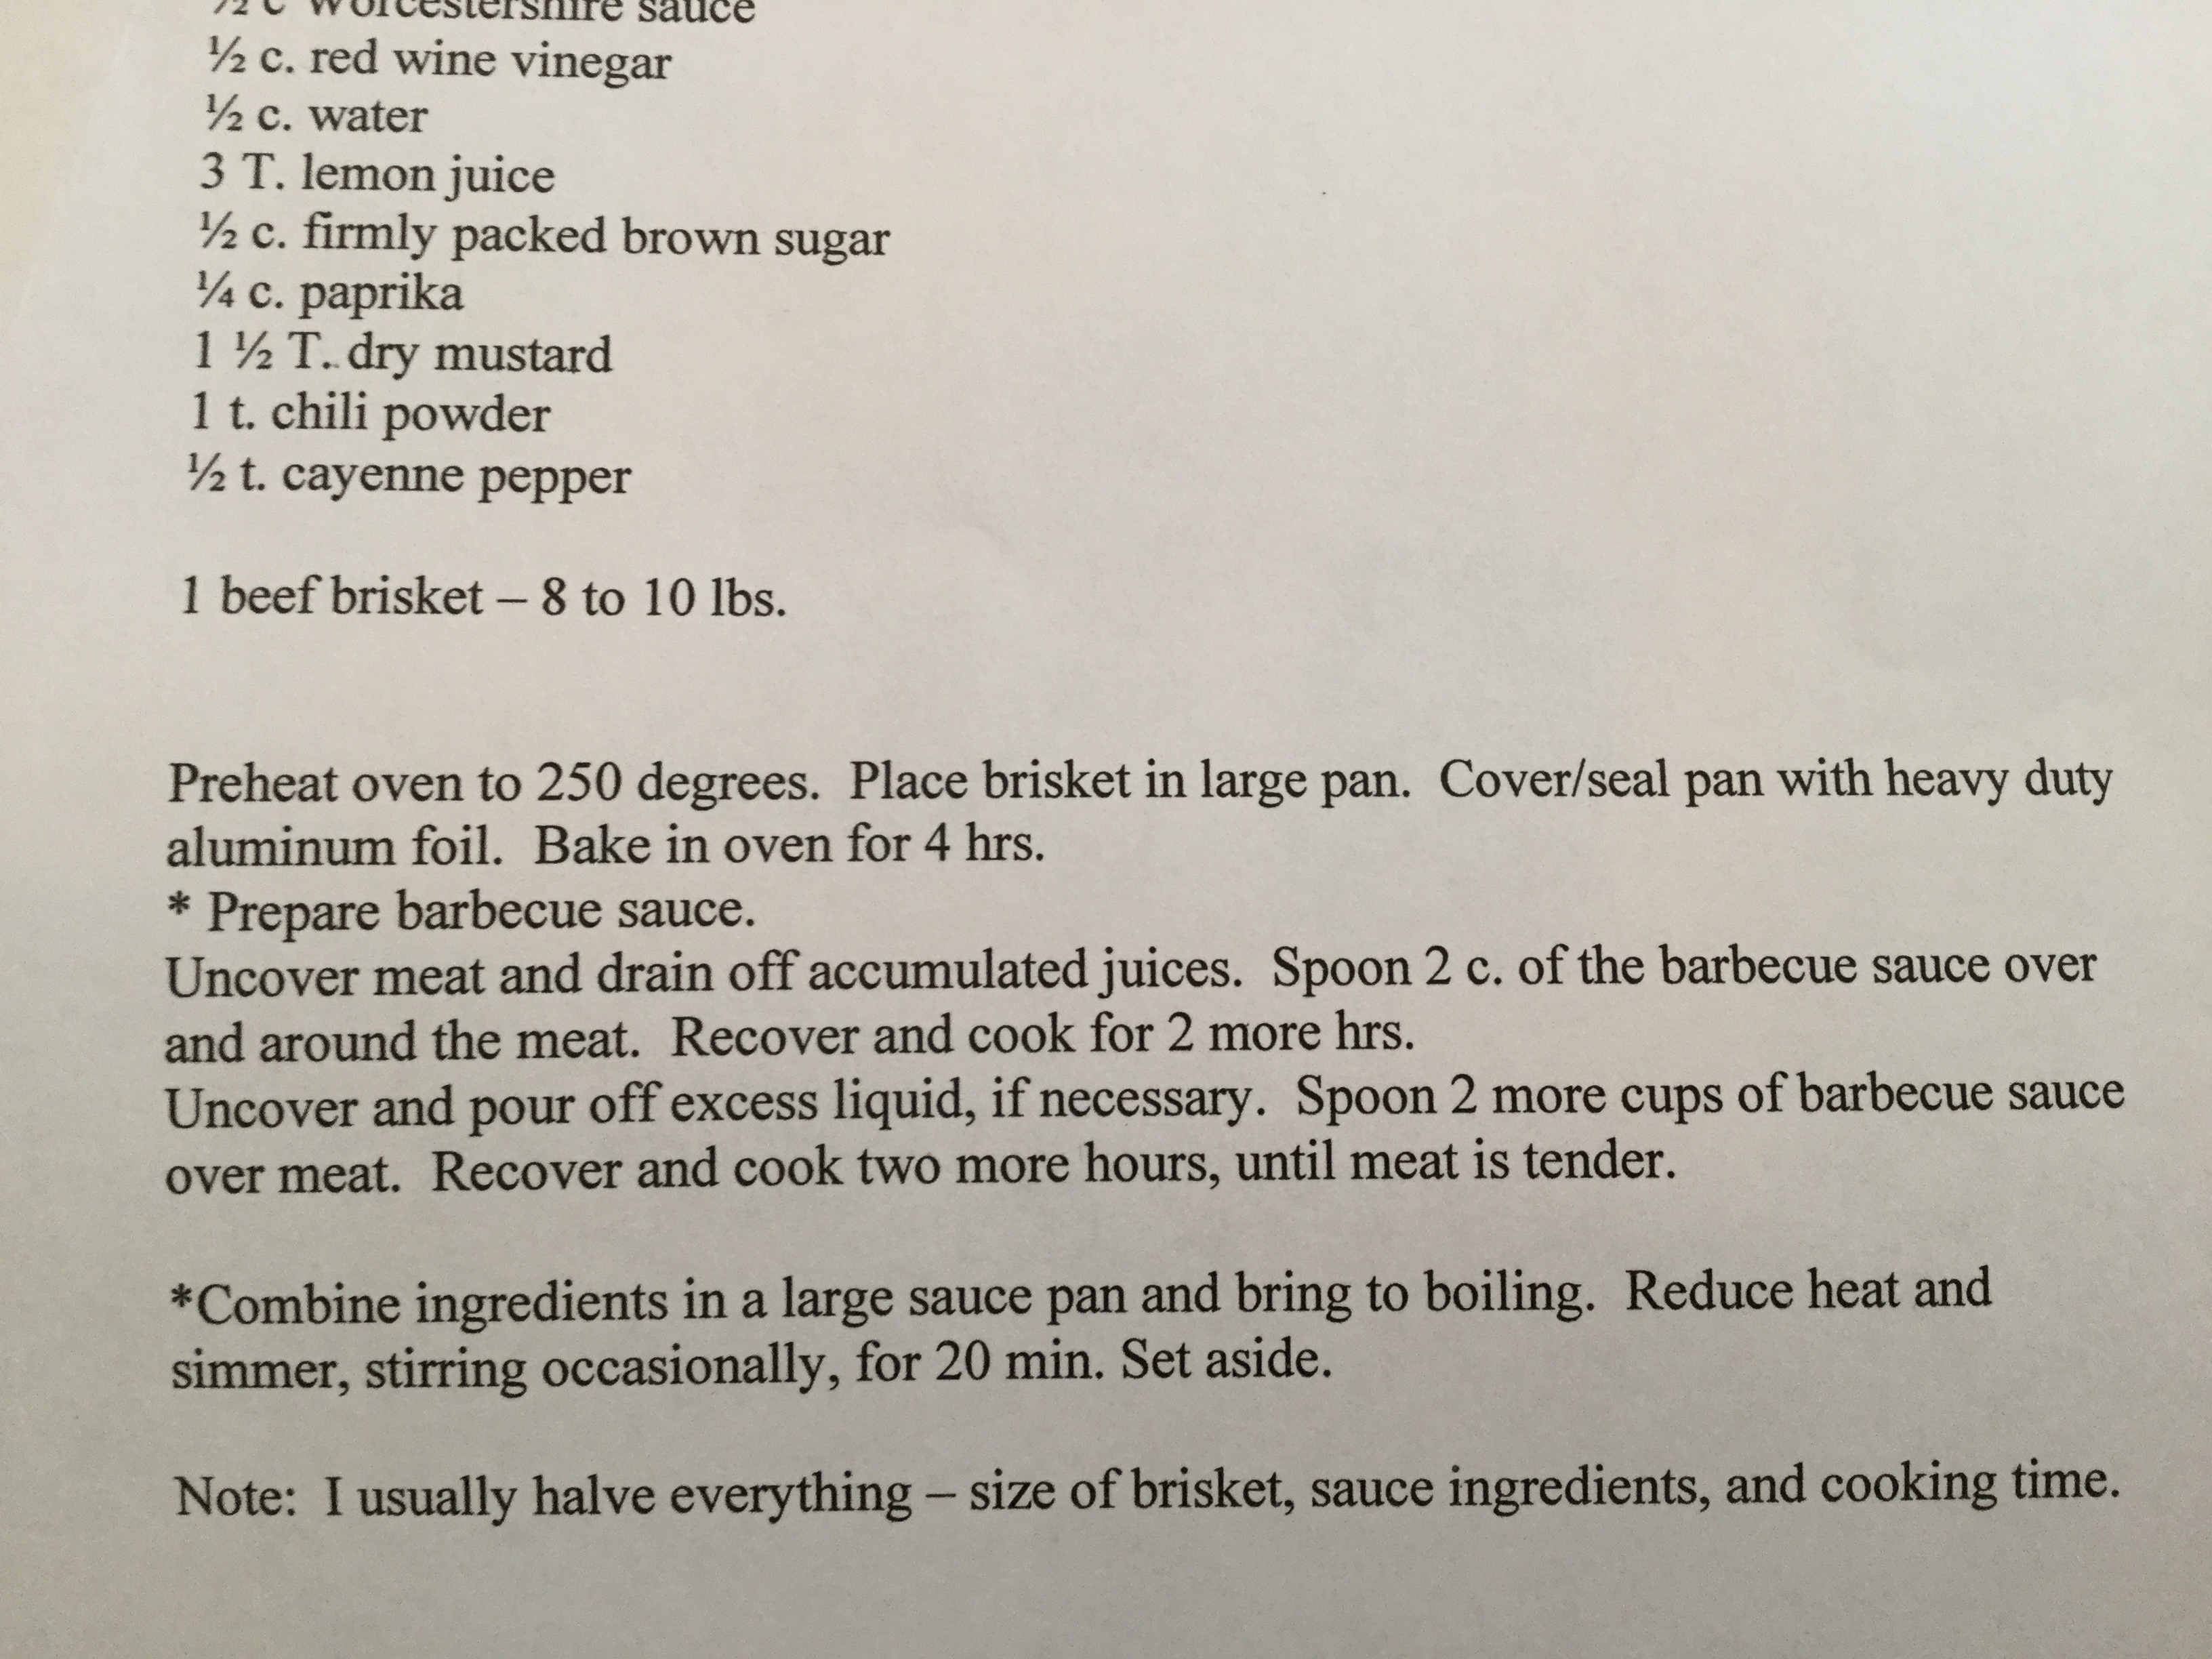 ½ c Worcestershire sauce
½ c. red wine vinegar
½ c. water
3 T. lemon juice
½ c. firmly packed brown sugar
¼ c. paprika
1 ½ T. dry mustard
1 t. chili powder
½ t. cayenne pepper
1 beef brisket – 8 to 10 lbs.
Preheat oven to 250 degrees.  Place brisket in large pan.  Cover/seal pan with heavy duty
aluminum foil.  Bake in oven for 4 hrs.
* Prepare barbecue sauce.
Uncover meat and drain off accumulated juices.  Spoon 2 c. of the barbecue sauce over
and around the meat.  Recover and cook for 2 more hrs.
Uncover and pour off excess liquid, if necessary.  Spoon 2 more cups of barbecue sauce
over meat.  Recover and cook two more hours, until meat is tender.
*Combine ingredients in a large sauce pan and bring to boiling.  Reduce heat and
simmer, stirring occasionally, for 20 min. Set aside.
Note:  I usually halve everything – size of brisket, sauce ingredients, and cooking time.